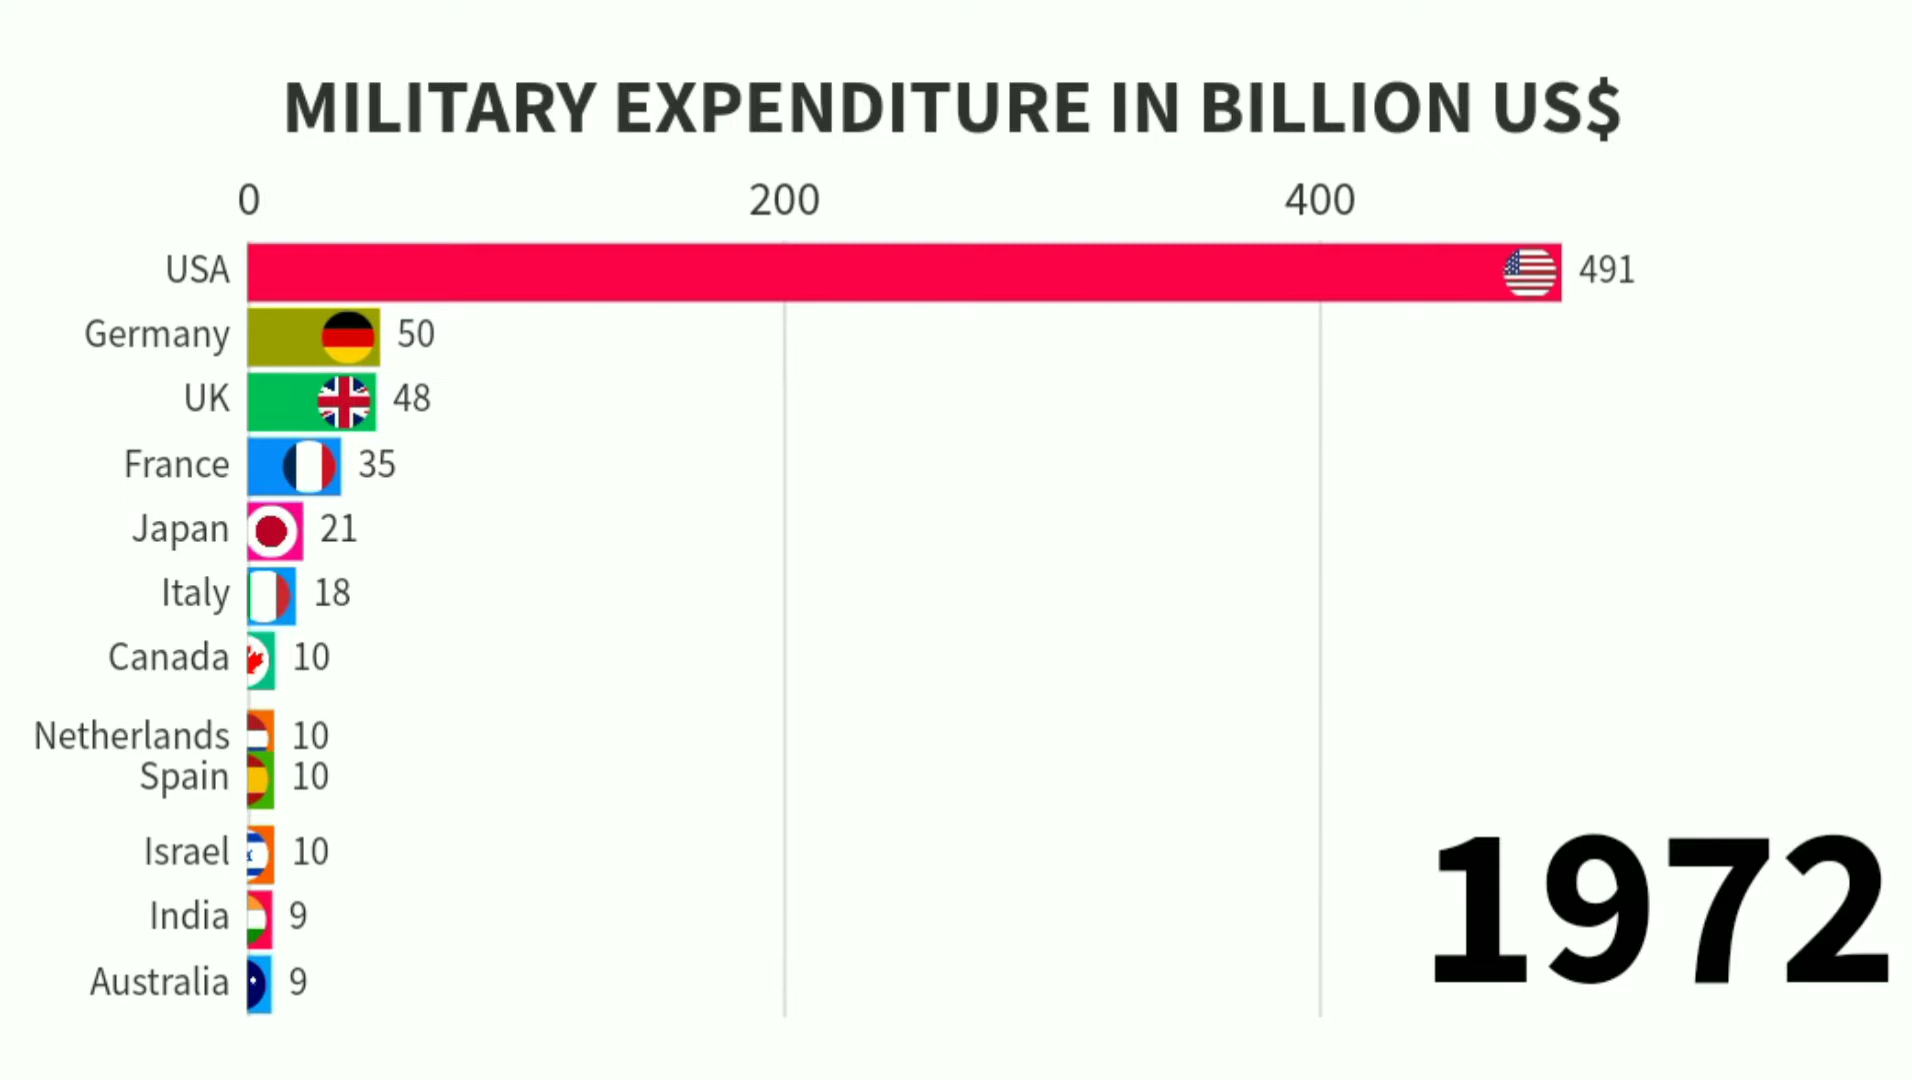 MILITARY EXPENDITURE IN BILLION US$
0 200 400
USA 491
Germany 50
UK 48
France 35
Japan 21
Italy 18
Canada 10
Netherlands 10
Spain 10
Israel 10
India 9
Australia 9
1972